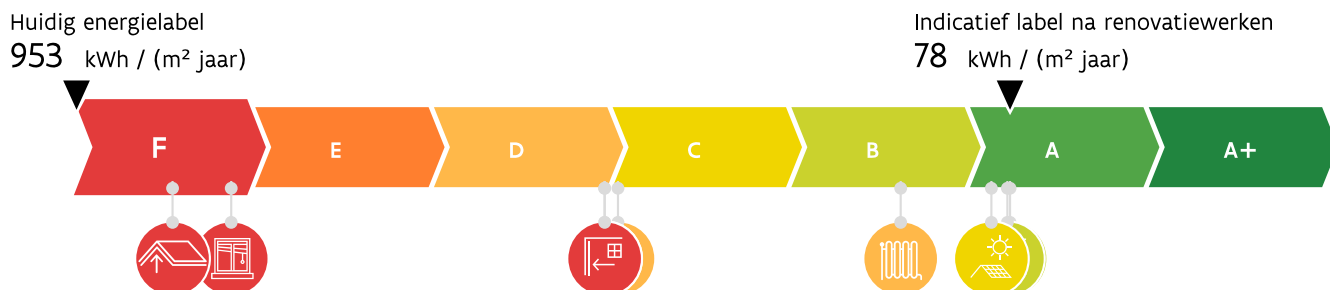 Huidig energielabel
953 kWh / (m² jaar)
Indicatief label na renovatiewerken
78 kWh / (m² jaar)
F E D C B A A+